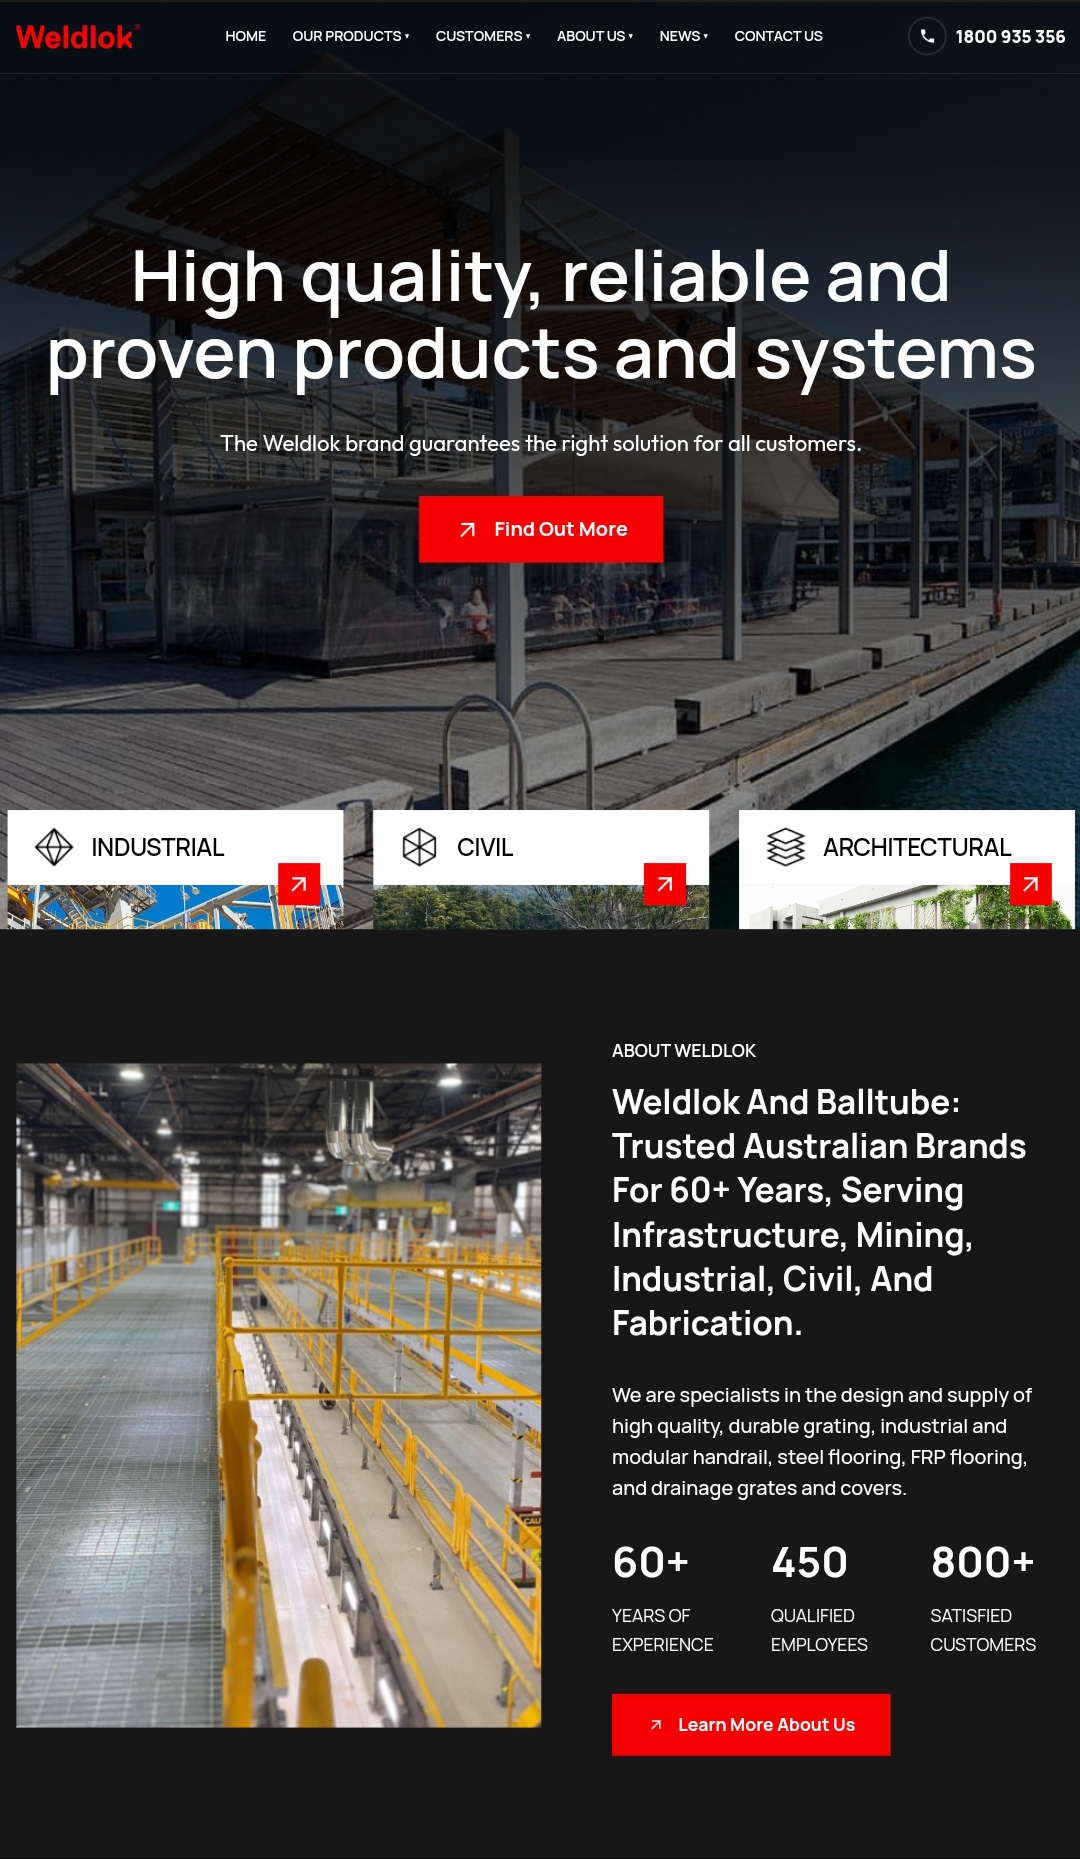 Weldlok
HOME OUR PRODUCTS CUSTOMERS ABOUT US NEWS CONTACT US 1800 935 356
High quality, reliable and
proven products and systems
The Weldlok brand guarantees the right solution for all customers.
Find Out More
INDUSTRIAL
CIVIL
ARCHITECTURAL
ABOUT WELDLOK
Weldlok And Balltube:
Trusted Australian Brands
For 60+ Years, Serving
Infrastructure, Mining,
Industrial, Civil, And
Fabrication.
We are specialists in the design and supply of
high quality, durable grating, industrial and
modular handrail, steel flooring, FRP flooring,
and drainage grates and covers.
60+ 450 800+
YEARS OF QUALIFIED SATISFIED
EXPERIENCE EMPLOYEES CUSTOMERS
Learn More About Us